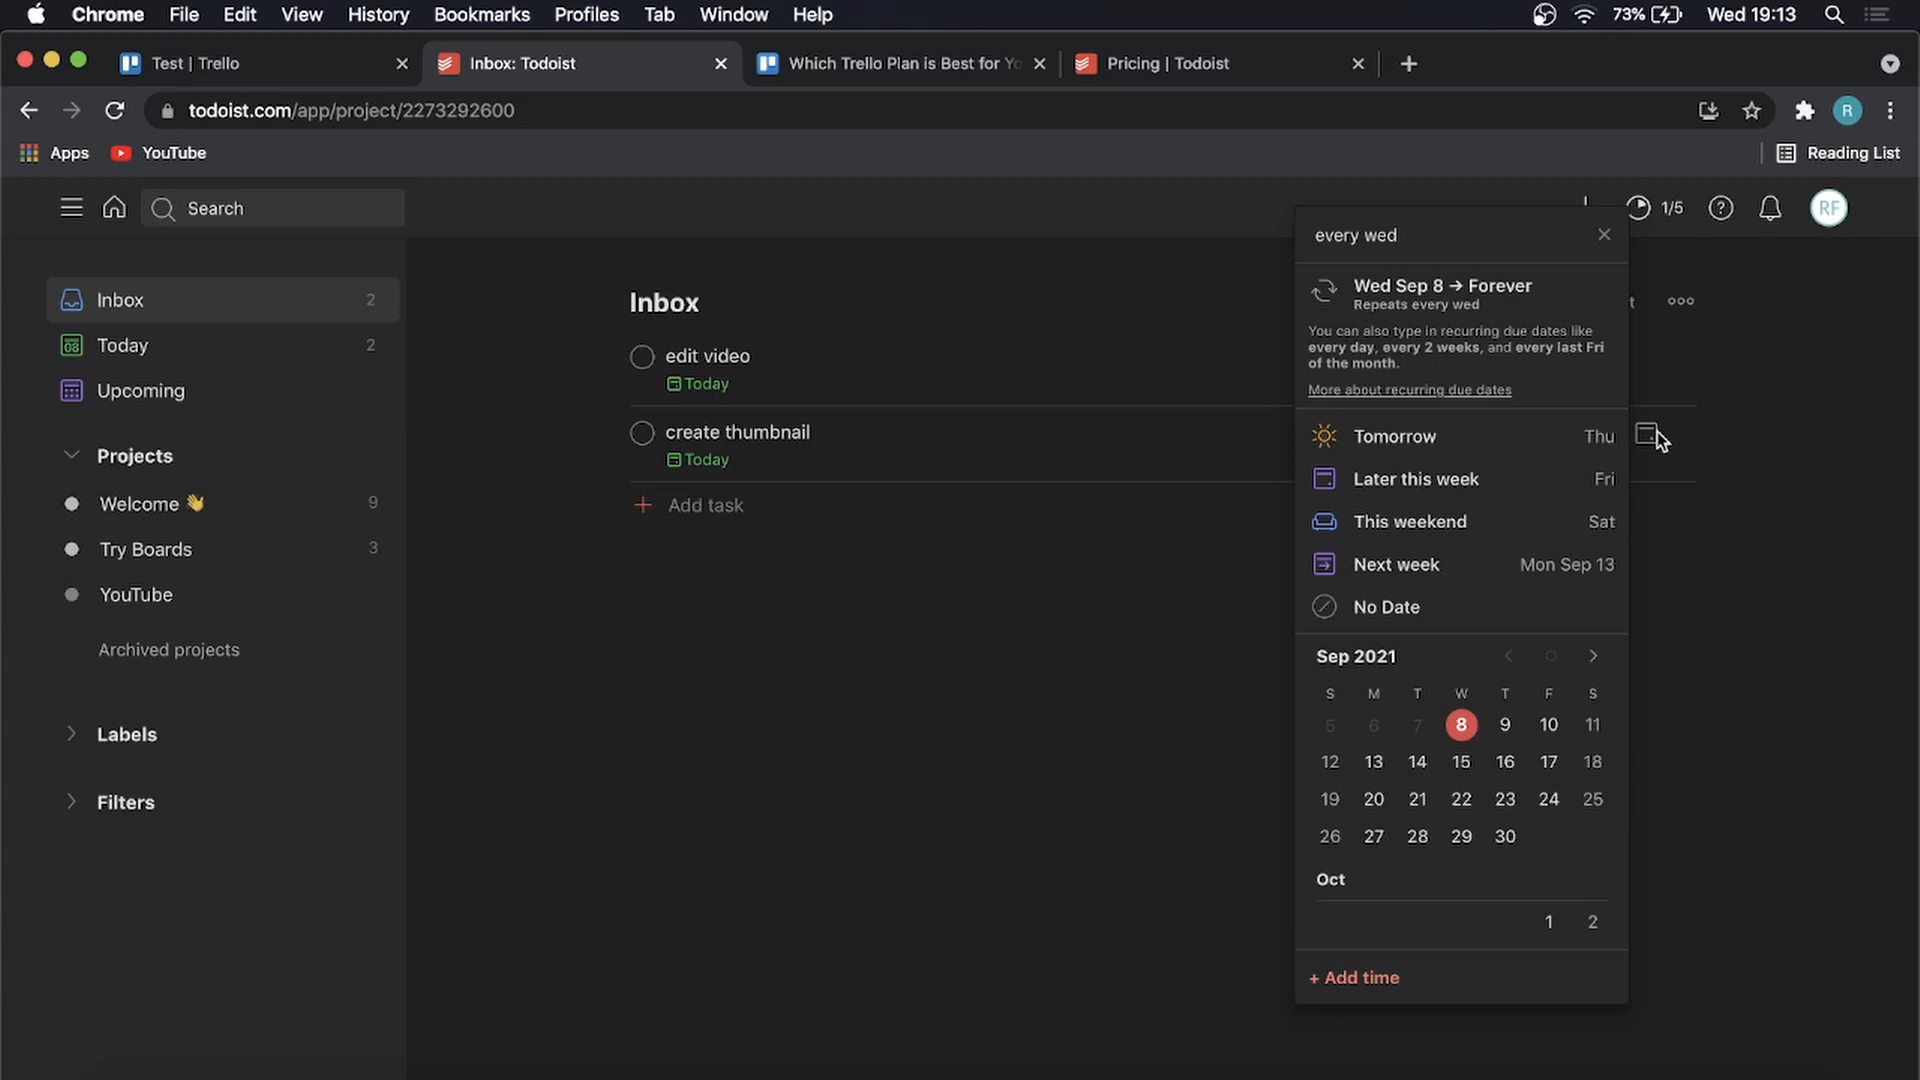 Chrome File Edit View History Bookmarks Profiles Tab Window Help 73% Wed 19:13
Test | Trello Inbox: Todoist Which Trello Plan is Best for Yo Pricing | Todoist
todoist.com/app/project/2273292600 R
Apps YouTube Reading List
Search 1/5 RF
Inbox 2
08 Today 2
Upcoming
Projects
Welcome 👋 9
Try Boards 3
YouTube
Archived projects
Labels
Filters
Inbox
edit video
Today
create thumbnail
Today
+ Add task
every wed
Wed Sep 8 → Forever
Repeats every wed
You can also type in recurring due dates like
every day, every 2 weeks, and every last Fri
of the month.
More about recurring due dates
Tomorrow Thu
Later this week Fri
This weekend Sat
Next week Mon Sep 13
No Date
Sep 2021
S M T W T F S
5 6 7 8 9 10 11
12 13 14 15 16 17 18
19 20 21 22 23 24 25
26 27 28 29 30
Oct
1 2
+ Add time